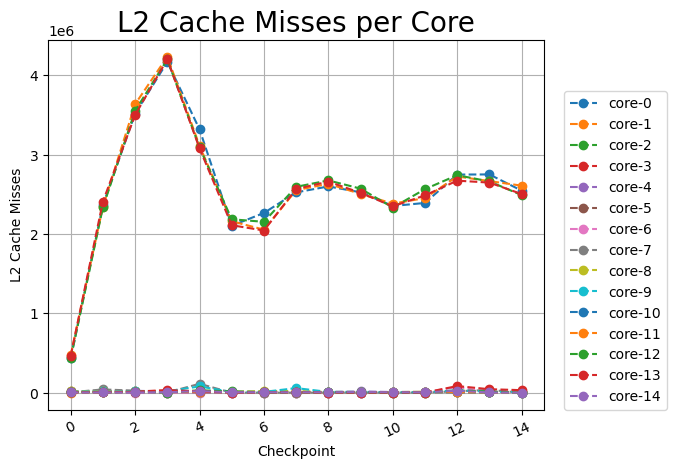 L2 Cache Misses per Core
1e6
4
3
2
1
0
L2 Cache Misses
0
2
4
6
8
10
12
14
Checkpoint
core-0
core-1
core-2
core-3
core-4
core-5
core-6
core-7
core-8
core-9
core-10
core-11
core-12
core-13
core-14